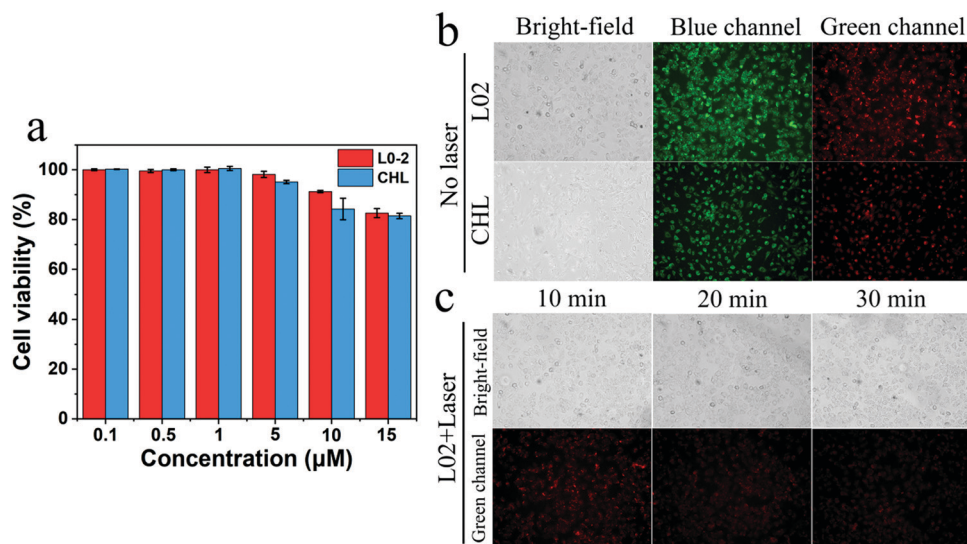 a
Cell viability (%)
100
80
60
40
20
0
L0-2
CHL
0.1 0.5 1 5 10 15
Concentration (μM)
b
Bright-field Blue channel Green channel
No laser
L02
CHL
c
10 min 20 min 30 min
L02+Laser
Bright-field
Green channel